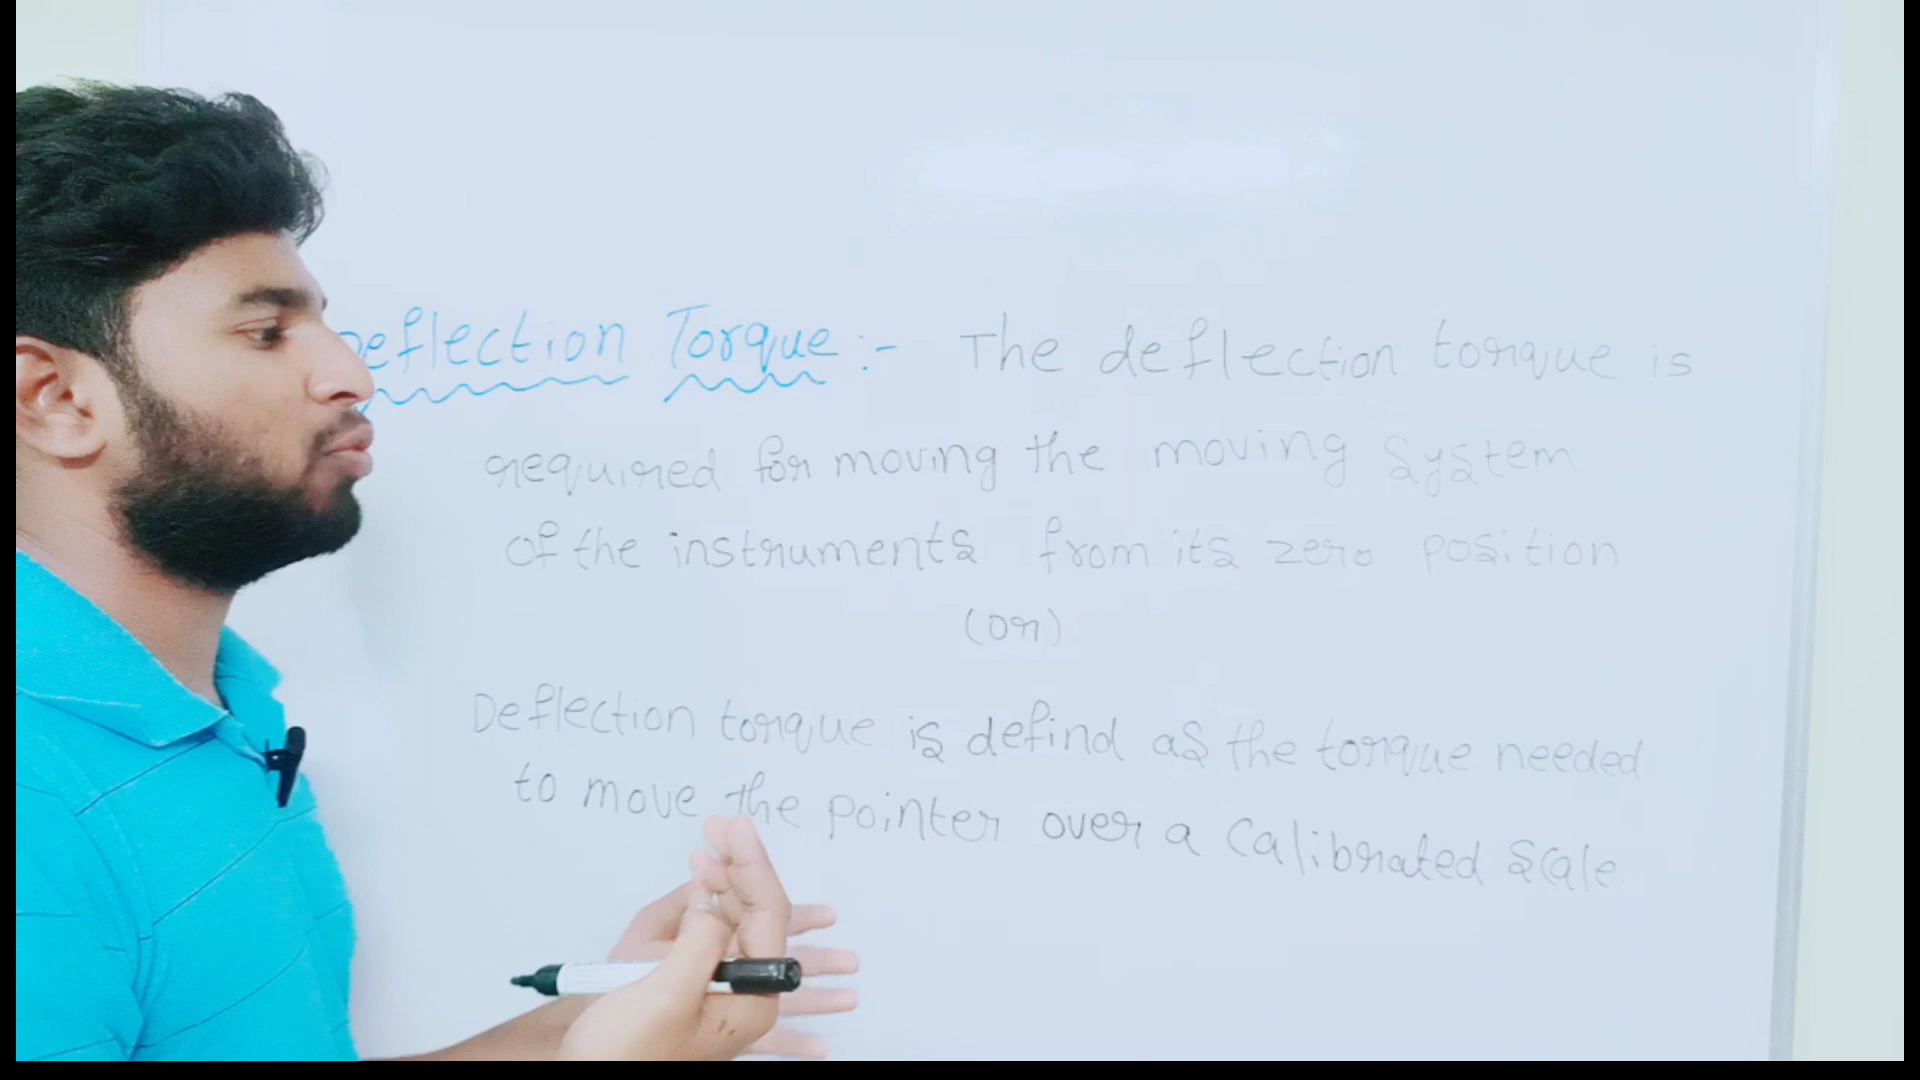 Deflection Torque :- The deflection torque is
required for moving the moving system
of the instruments from its zero position
(or)
Deflection torque is defind as the torque needed
to move the pointer over a Calibrated scale.